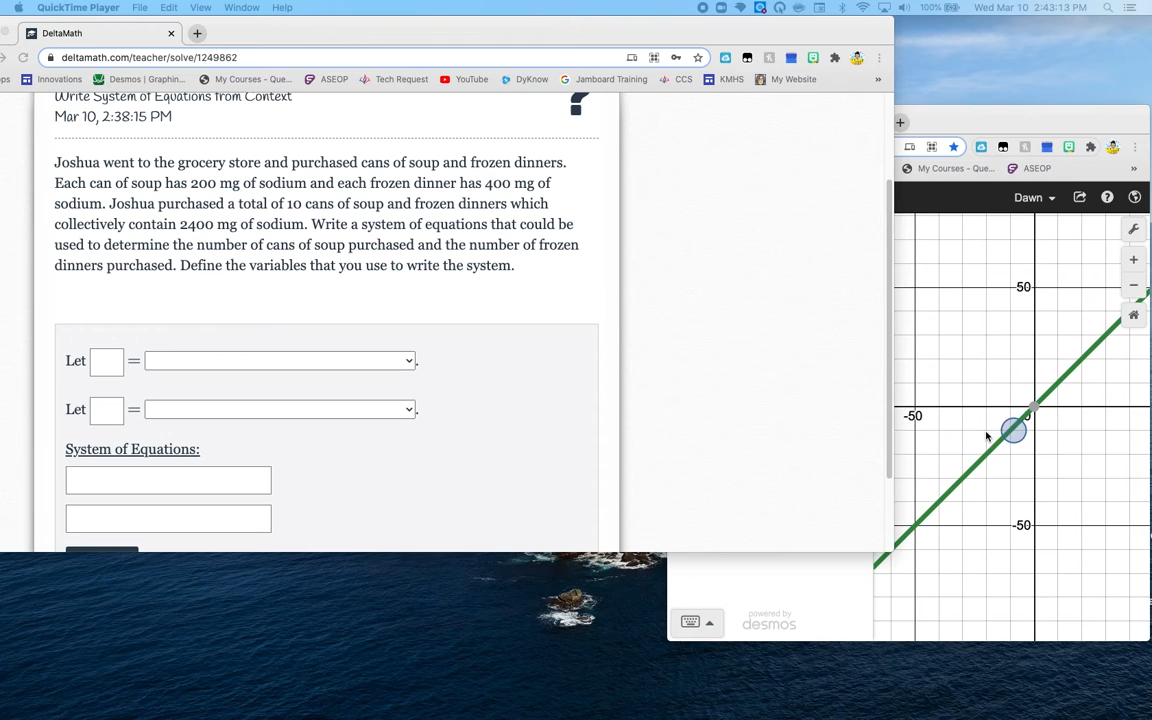 QuickTime Player File Edit View Window Help 100% Wed Mar 10 2:43:13 PM
DeltaMath
deltamath.com/teacher/solve/1249862
ps Innovations Desmos | Graphin... My Courses - Que... ASEOP Tech Request YouTube DyKnow Jamboard Training CCS KMHS My Website »
Write System of Equations from Context
Mar 10, 2:38:15 PM
?
Joshua went to the grocery store and purchased cans of soup and frozen dinners.
Each can of soup has 200 mg of sodium and each frozen dinner has 400 mg of
sodium. Joshua purchased a total of 10 cans of soup and frozen dinners which
collectively contain 2400 mg of sodium. Write a system of equations that could be
used to determine the number of cans of soup purchased and the number of frozen
dinners purchased. Define the variables that you use to write the system.
Let =
.
Let =
.
System of Equations:
My Courses - Que... ASEOP »
Dawn
50
-50
0
-50
powered by
desmos